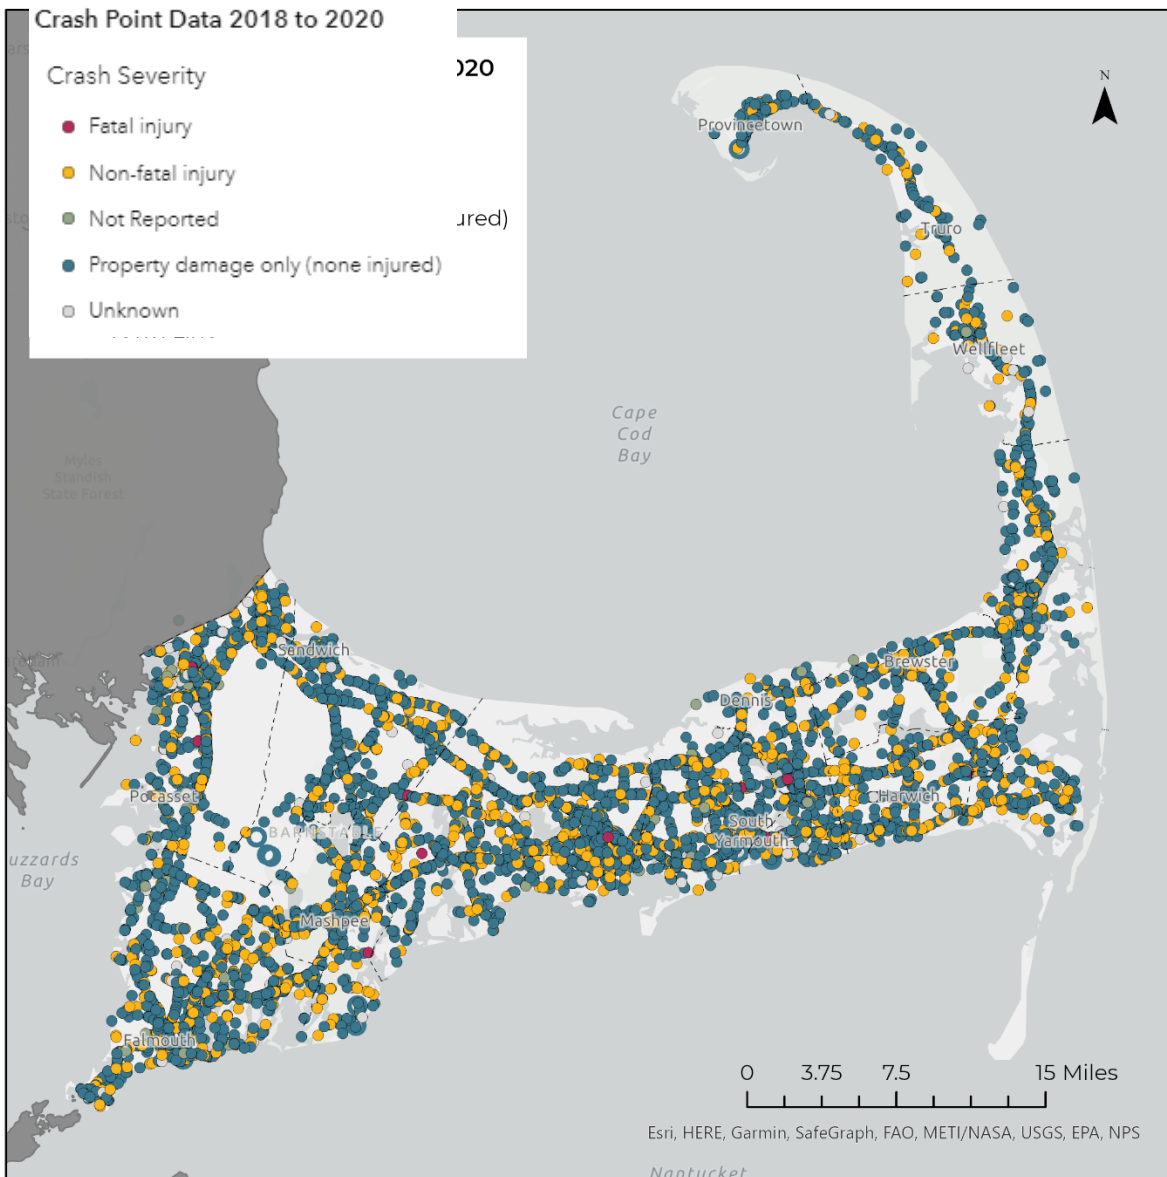 Crash Point Data 2018 to 2020
020
Crash Severity
Fatal injury
Non-fatal injury
Not Reported
ured)
Property damage only (none injured)
Unknown
N
Provincetown
Truro
Wellfleet
Cape
Cod
Bay
Myles
Standish
State Forest
Sandwich
Brewster
Dennis
Pocasset
Harwich
BARNSTABLE
South
Yarmouth
uzzards
Bay
Mashpee
Falmouth
0 3.75 7.5 15 Miles
Esri, HERE, Garmin, SafeGraph, FAO, METI/NASA, USGS, EPA, NPS
Nantucket